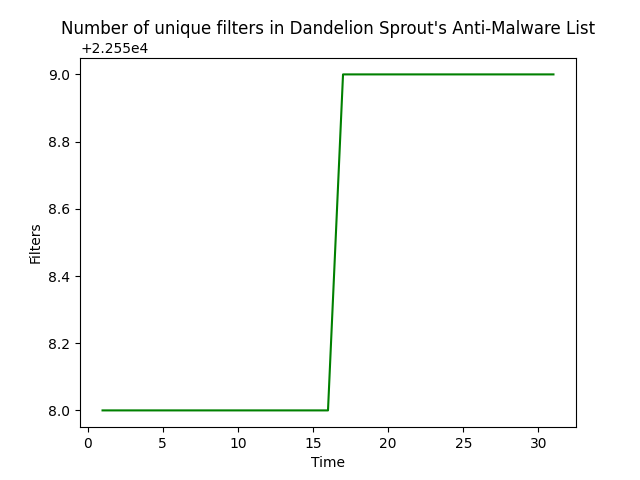 Number of unique filters in Dandelion Sprout's Anti-Malware List
+2.255e4
9.0
8.8
8.6
8.4
8.2
8.0
Filters
0 5 10 15 20 25 30
Time